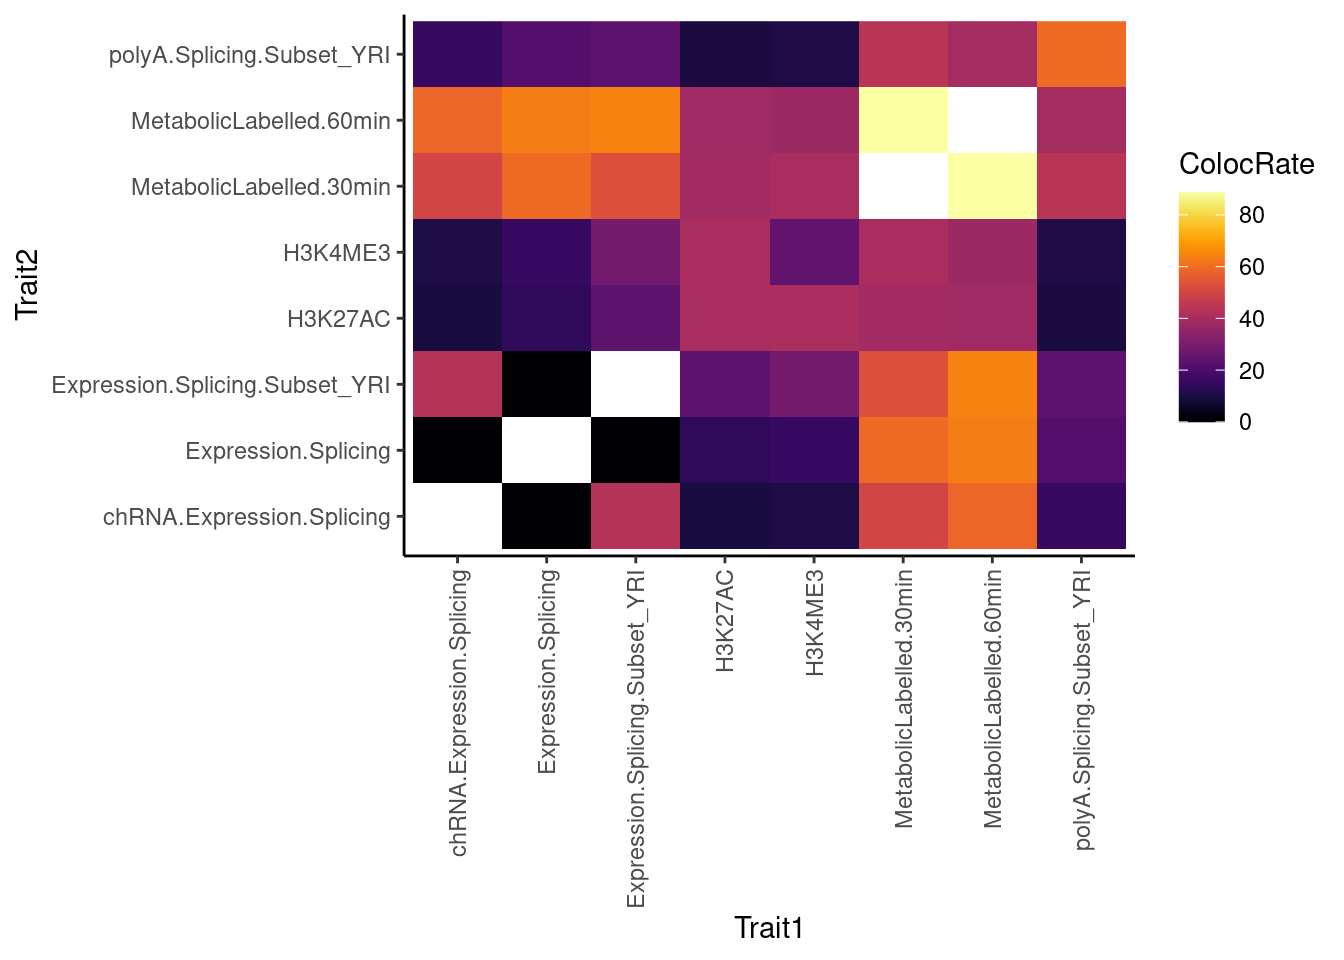 polyA.Splicing.Subset_YRI
MetabolicLabelled.60min
MetabolicLabelled.30min
H3K4ME3
H3K27AC
Expression.Splicing.Subset_YRI
Expression.Splicing
chRNA.Expression.Splicing
Trait2
chRNA.Expression.Splicing
Expression.Splicing
Expression.Splicing.Subset_YRI
H3K27AC
H3K4ME3
MetabolicLabelled.30min
MetabolicLabelled.60min
polyA.Splicing.Subset_YRI
Trait1
ColocRate
80
60
40
20
0